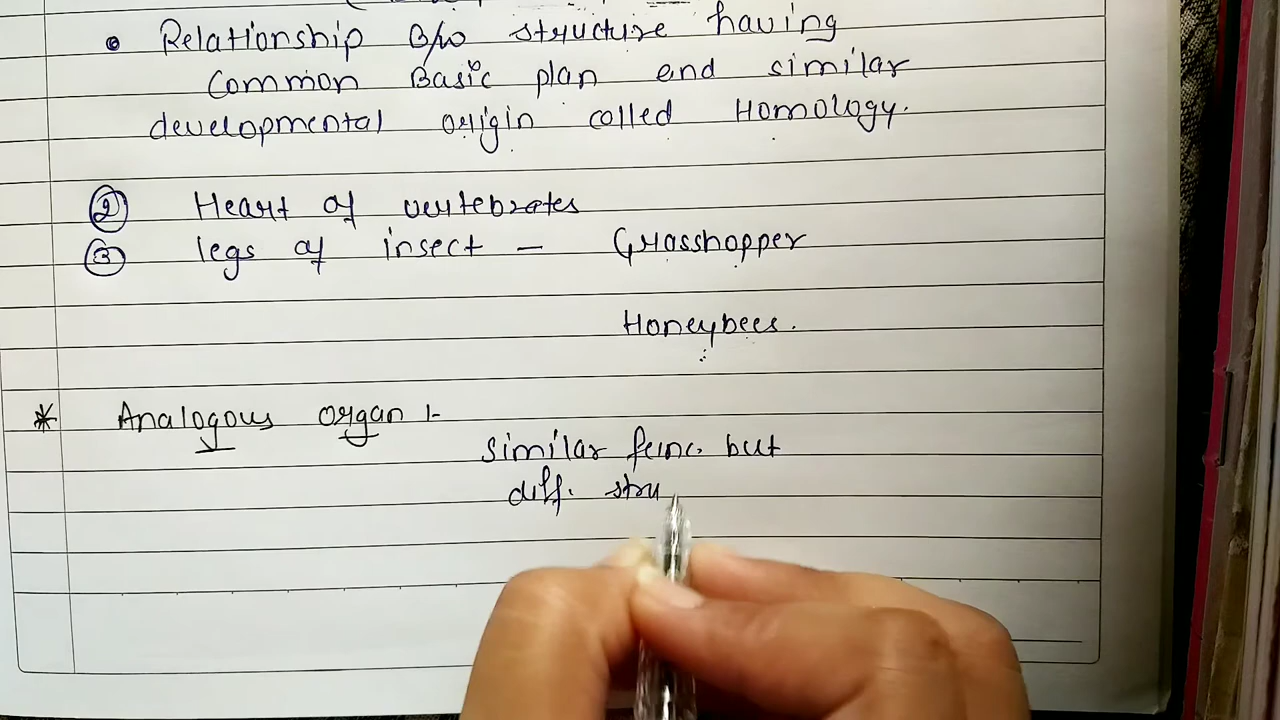 • Relationship B/w structure having
Common Basic plan and similar
developmental origin called Homology.
② Heart of vertebrates
③ legs of insect - Grasshopper
Honeybees.
* Analogous organ :-
Similar func. but
diff. stru